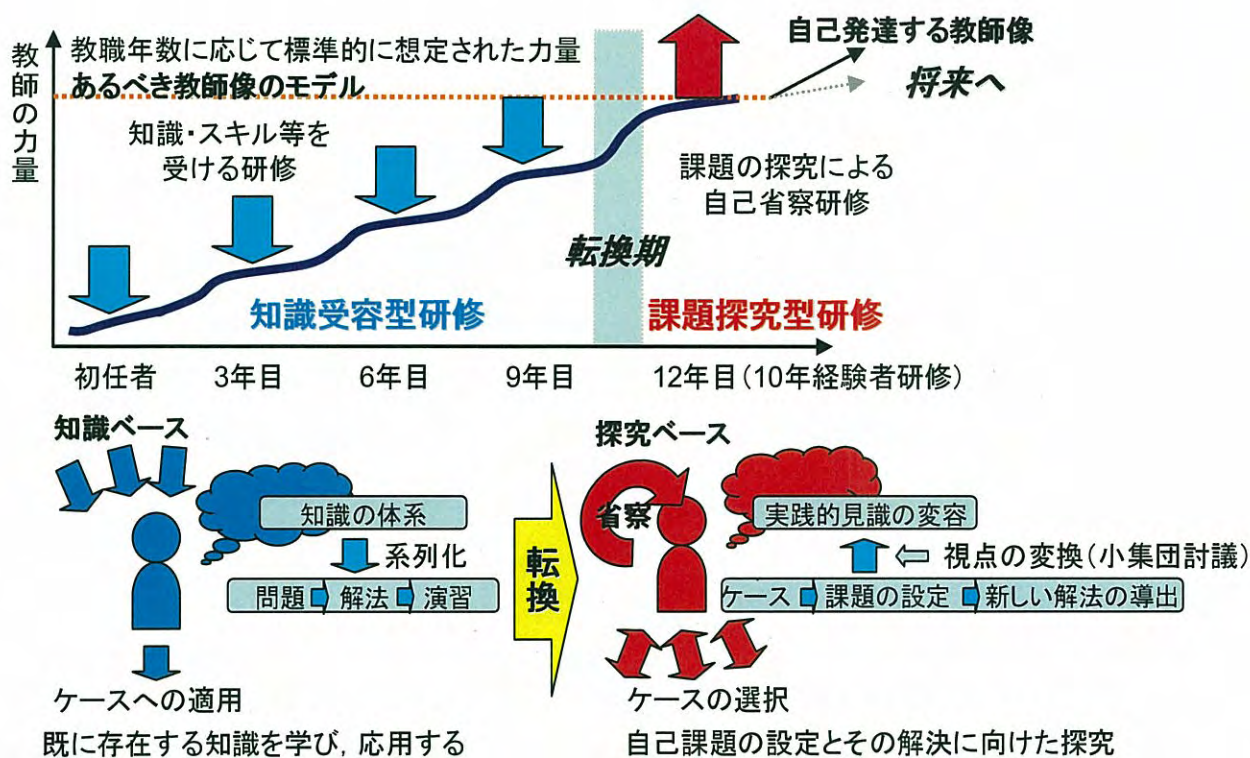 教師の力量
教職年数に応じて標準的に想定された力量
あるべき教師像のモデル
自己発達する教師像
将来へ
知識・スキル等を
受ける研修
課題の探究による
自己省察研修
転換期
知識受容型研修
課題探究型研修
初任者
3年目
6年目
9年目
12年目(10年経験者研修)
知識ベース
知識の体系
系列化
問題
解法
演習
ケースへの適用
既に存在する知識を学び,応用する
転換
探究ベース
省察
実践的見識の変容
視点の変換(小集団討議)
ケース
課題の設定
新しい解法の導出
ケースの選択
自己課題の設定とその解決に向けた探究